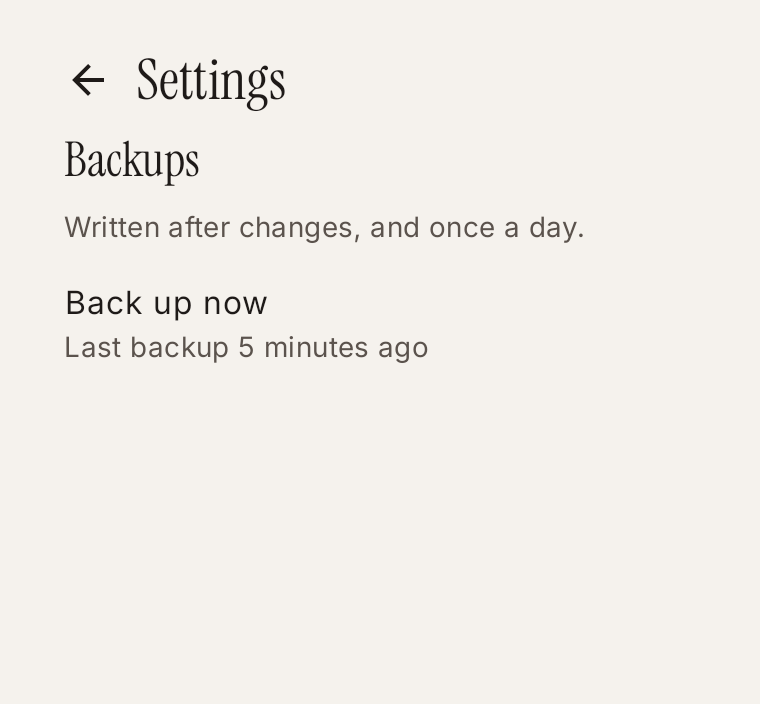 Settings
Backups
Written after changes, and once a day.
Back up now
Last backup 5 minutes ago